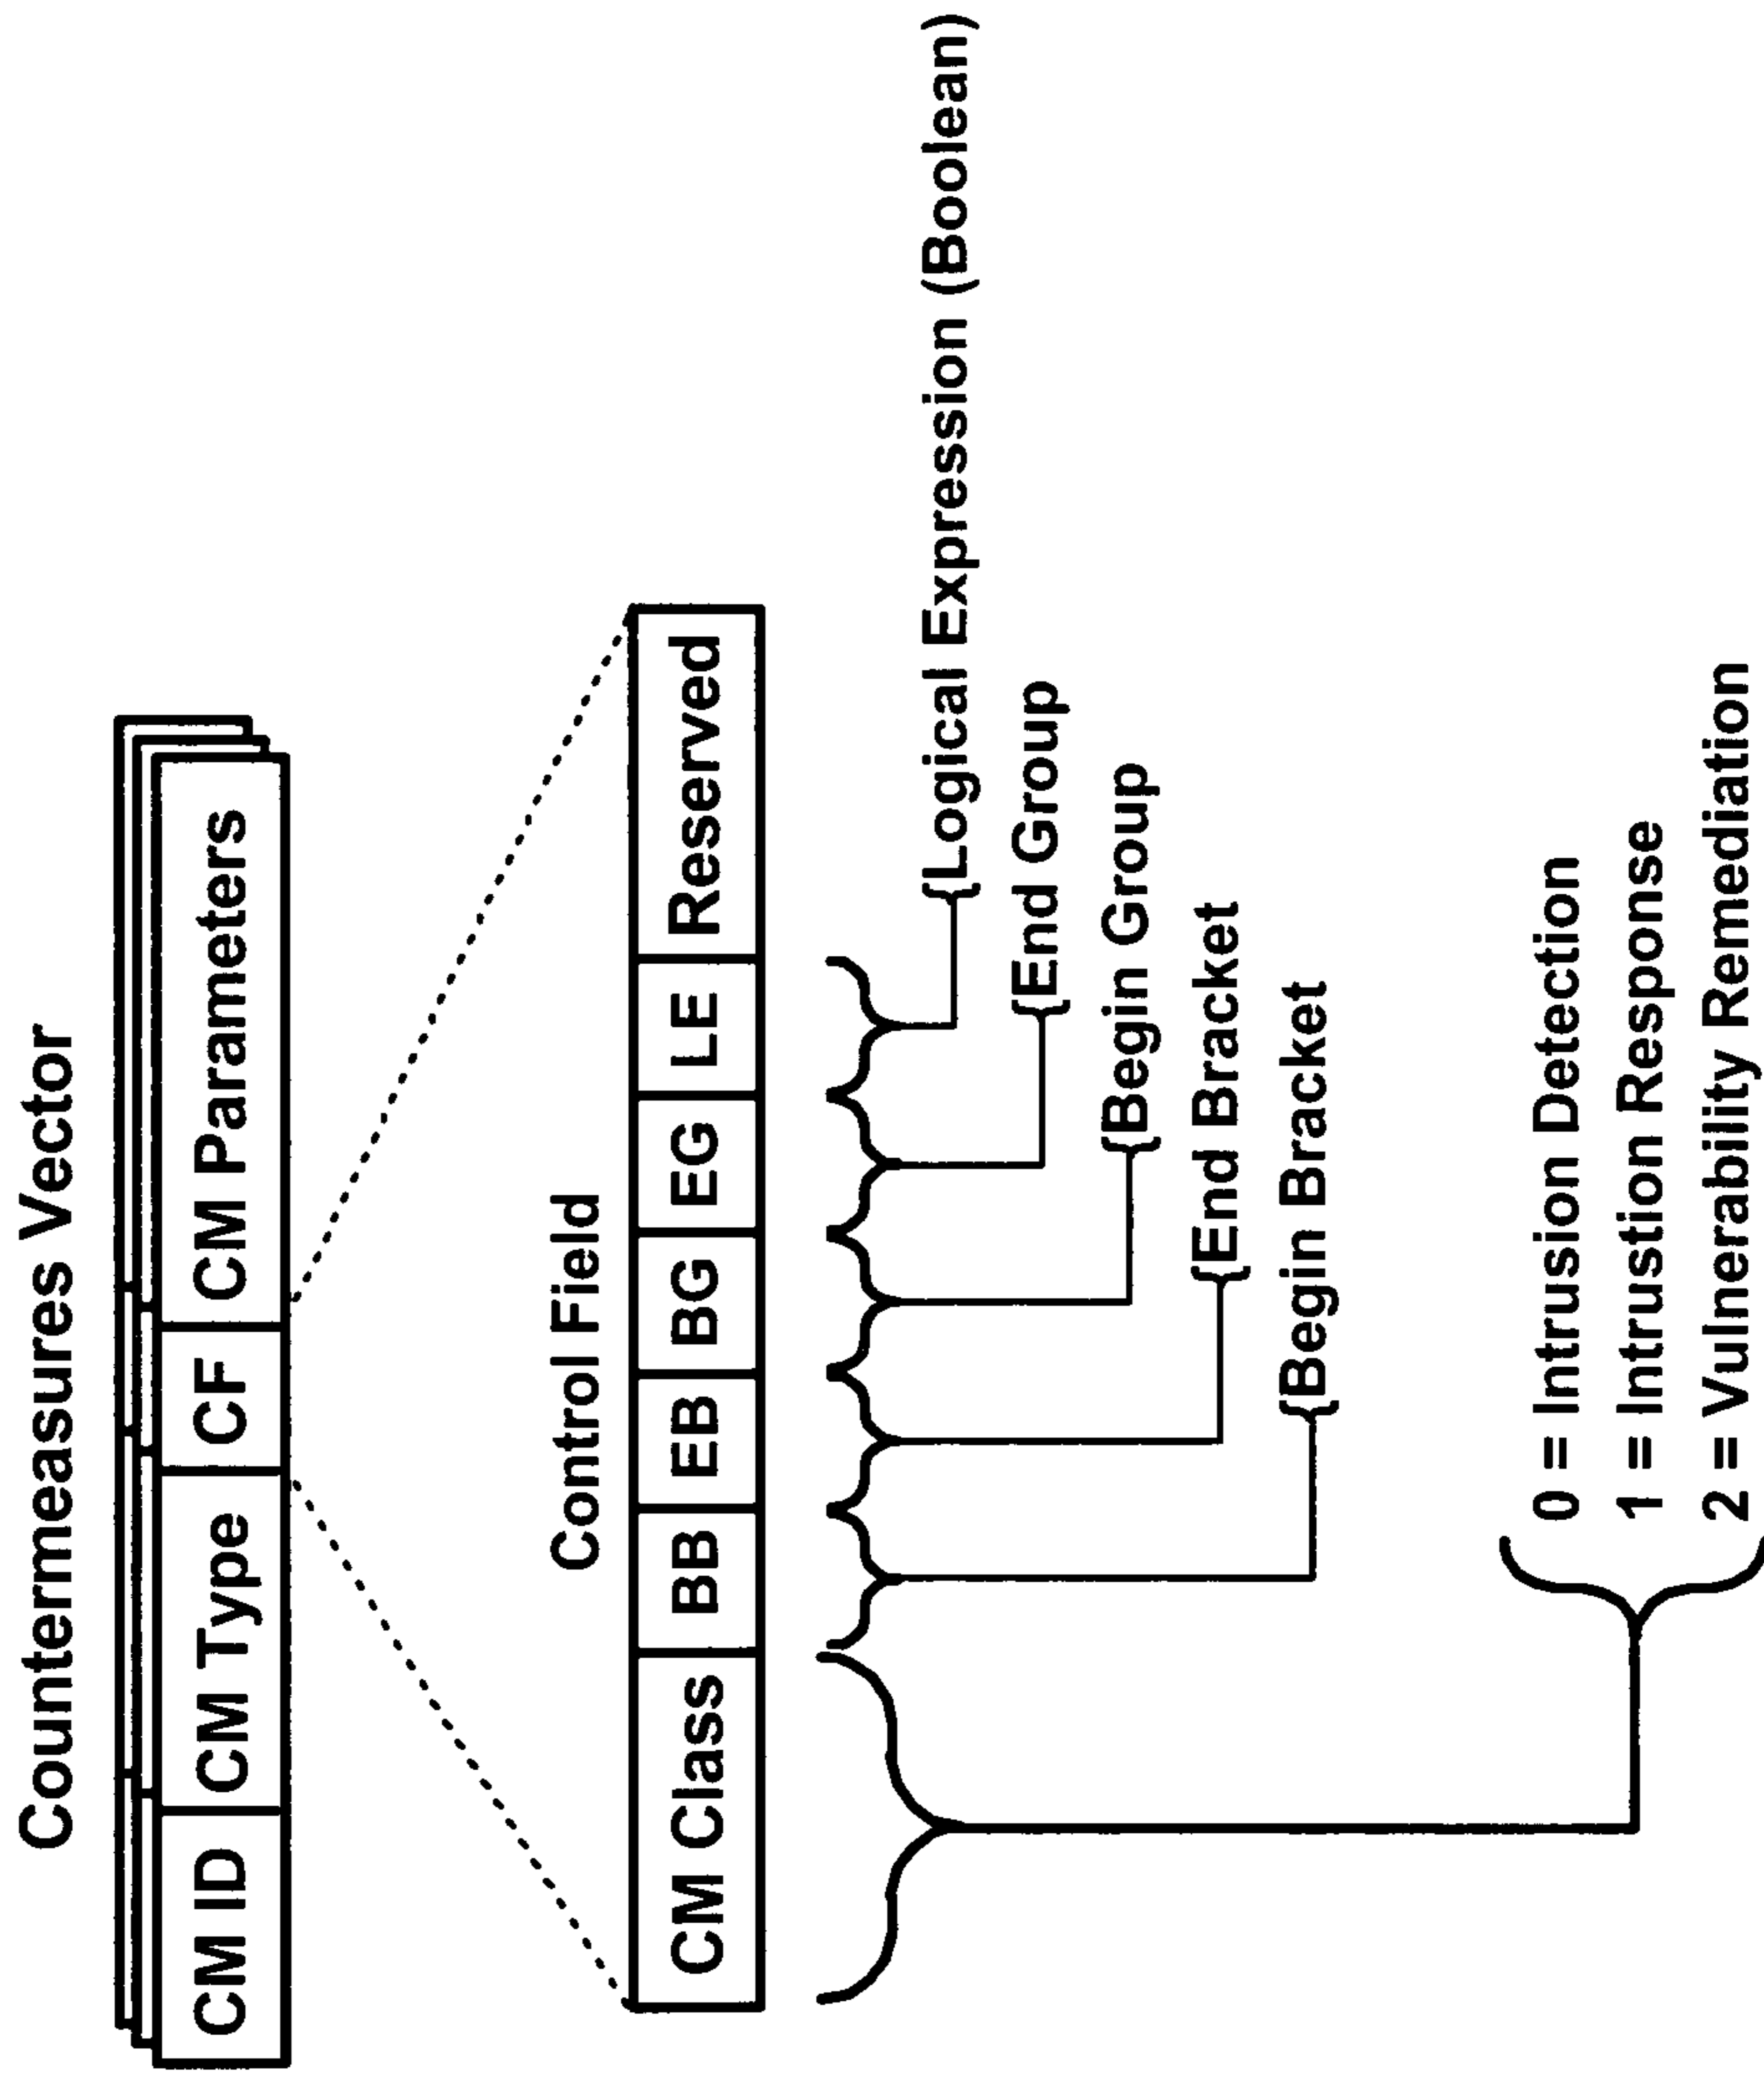 Countermeasures Vector
CM ID CM Type CF CM Parameters
Control Field
CM Class BB EB BG EG LE Reserved
{Logical Expression (Boolean)
{End Group
{Begin Group
{End Bracket
{Begin Bracket
0 = Intrusion Detection
1 = Intrustion Response
2 = Vulnerability Remediation